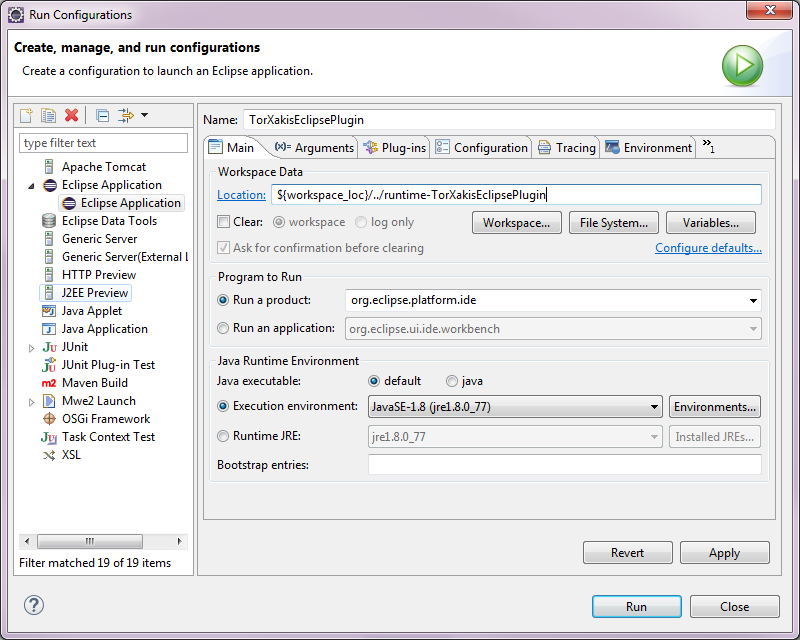 Run Configurations
Create, manage, and run configurations
Create a configuration to launch an Eclipse application.
type filter text
Apache Tomcat
Eclipse Application
Eclipse Application
Eclipse Data Tools
Generic Server
Generic Server(External L
HTTP Preview
J2EE Preview
Java Applet
Java Application
JUnit
JUnit Plug-in Test
Maven Build
Mwe2 Launch
OSGi Framework
Task Context Test
XSL
Filter matched 19 of 19 items
Name: TorXakisEclipsePlugin
Main Arguments Plug-ins Configuration Tracing Environment »1
Workspace Data
Location: ${workspace_loc}/../runtime-TorXakisEclipsePlugin
Clear: workspace log only Workspace... File System... Variables...
Ask for confirmation before clearing Configure defaults...
Program to Run
Run a product: org.eclipse.platform.ide
Run an application: org.eclipse.ui.ide.workbench
Java Runtime Environment
Java executable: default java
Execution environment: JavaSE-1.8 (jre1.8.0_77) Environments...
Runtime JRE: jre1.8.0_77 Installed JREs...
Bootstrap entries:
Revert Apply
? Run Close